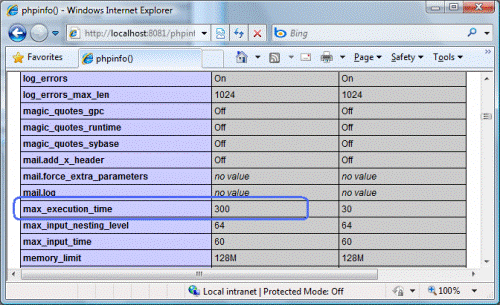 phpinfo() - Windows Internet Explorer
http://localhost:8081/phpinf
Bing
Favorites
phpinfo()
Page Safety Tools
log_errors On On
log_errors_max_len 1024 1024
magic_quotes_gpc Off Off
magic_quotes_runtime Off Off
magic_quotes_sybase Off Off
mail.add_x_header Off Off
mail.force_extra_parameters no value no value
mail.log no value no value
max_execution_time 300 30
max_input_nesting_level 64 64
max_input_time 60 60
memory_limit 128M 128M
Local intranet | Protected Mode: Off
100%